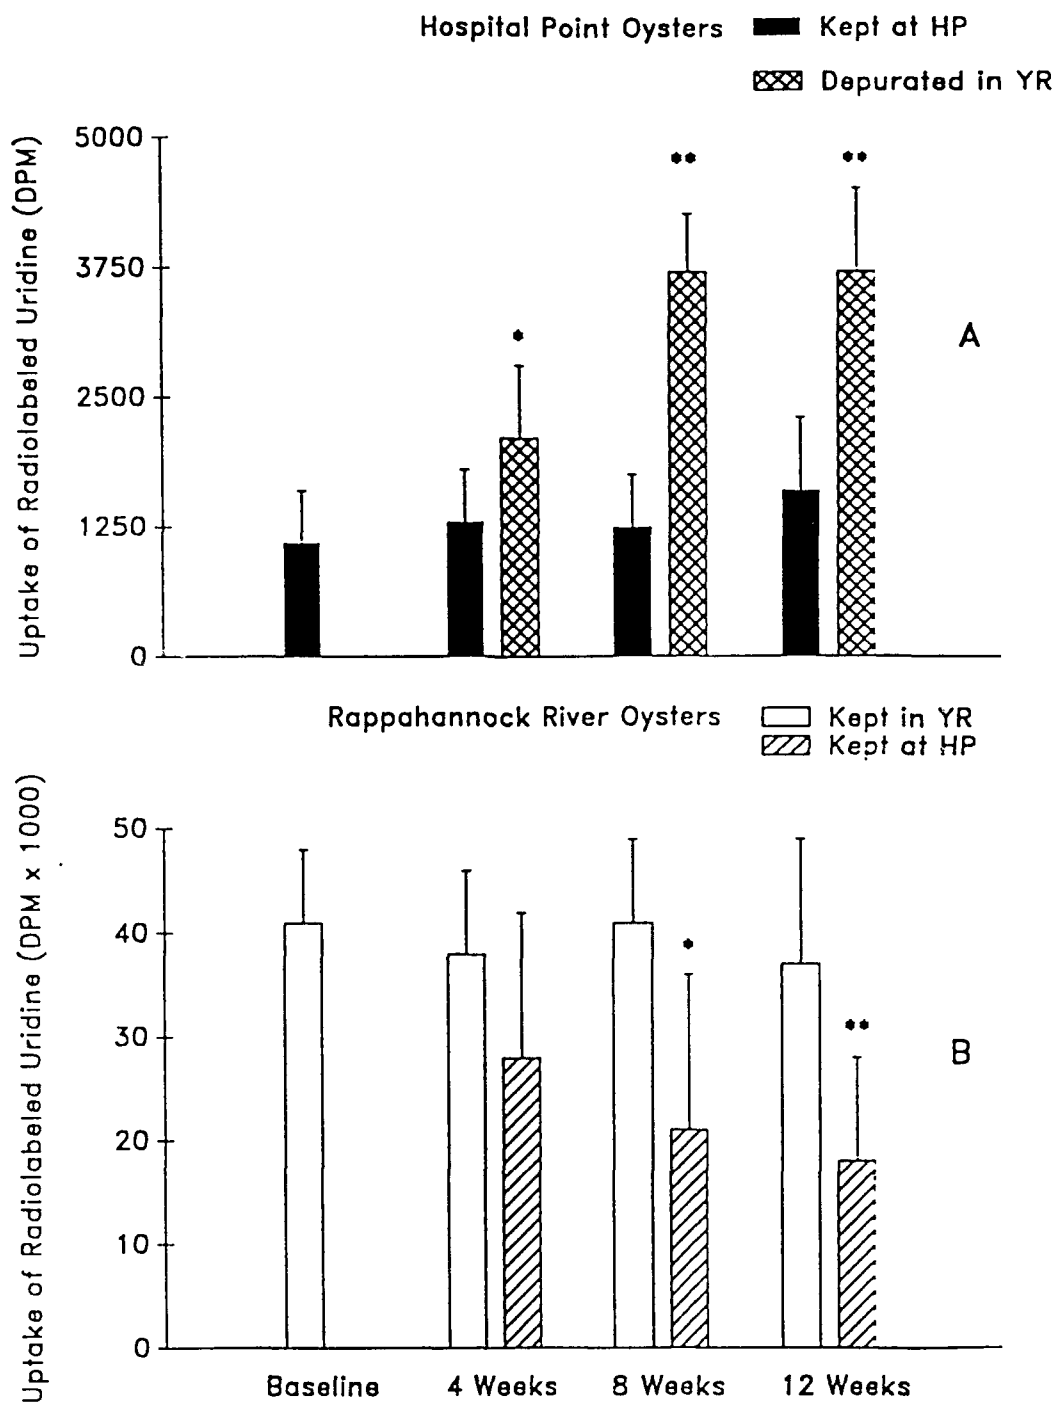 Hospital Point Oysters Kept at HP
Depurated in YR
Uptake of Radiolabeled Uridine (DPM)
5000
3750
2500
1250
0
**
**
*
A
Rappahannock River Oysters Kept in YR
Kept at HP
Uptake of Radiolabeled Uridine (DPM x 1000)
50
40
30
20
10
0
*
**
B
Baseline 4 Weeks 8 Weeks 12 Weeks